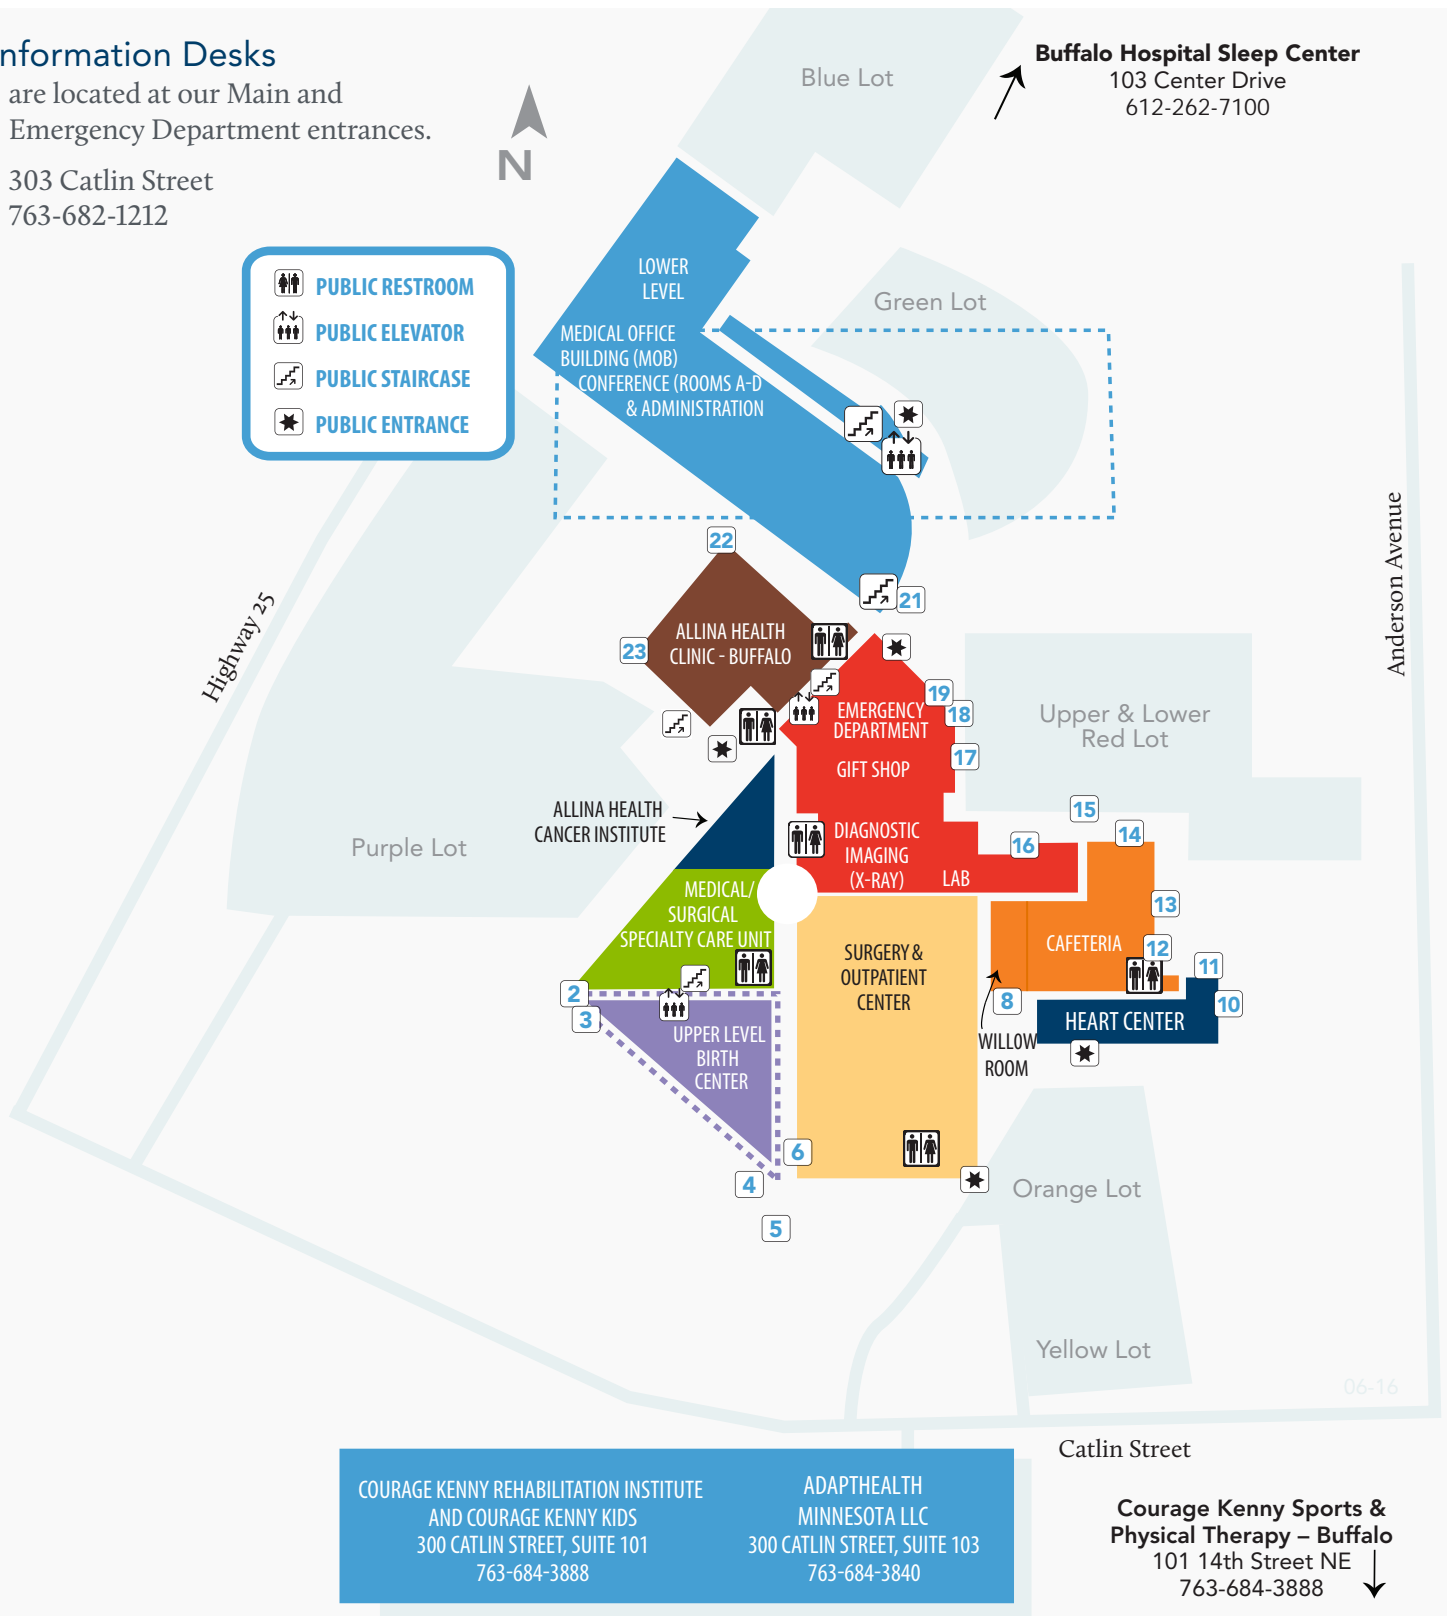 nformation Desks
are located at our Main and
Emergency Department entrances.
303 Catlin Street
763-682-1212
N
Blue Lot
Buffalo Hospital Sleep Center
103 Center Drive
612-262-7100
PUBLIC RESTROOM
PUBLIC ELEVATOR
PUBLIC STAIRCASE
PUBLIC ENTRANCE
LOWER
LEVEL
MEDICAL OFFICE
BUILDING (MOB)
CONFERENCE (ROOMS A-D
& ADMINISTRATION
Green Lot
Highway 25
Anderson Avenue
22
21
23
ALLINA HEALTH
CLINIC - BUFFALO
19
18
17
EMERGENCY
DEPARTMENT
GIFT SHOP
Upper & Lower
Red Lot
ALLINA HEALTH
CANCER INSTITUTE
Purple Lot
DIAGNOSTIC
IMAGING
(X-RAY)
LAB
16
15
14
13
12
11
10
8
MEDICAL/
SURGICAL
SPECIALTY CARE UNIT
SURGERY &
OUTPATIENT
CENTER
CAFETERIA
HEART CENTER
WILLOW
ROOM
2
3
UPPER LEVEL
BIRTH
CENTER
6
4
5
Orange Lot
Yellow Lot
06-16
Catlin Street
COURAGE KENNY REHABILITATION INSTITUTE
AND COURAGE KENNY KIDS
300 CATLIN STREET, SUITE 101
763-684-3888
ADAPTHEALTH
MINNESOTA LLC
300 CATLIN STREET, SUITE 103
763-684-3840
Courage Kenny Sports &
Physical Therapy – Buffalo
101 14th Street NE
763-684-3888